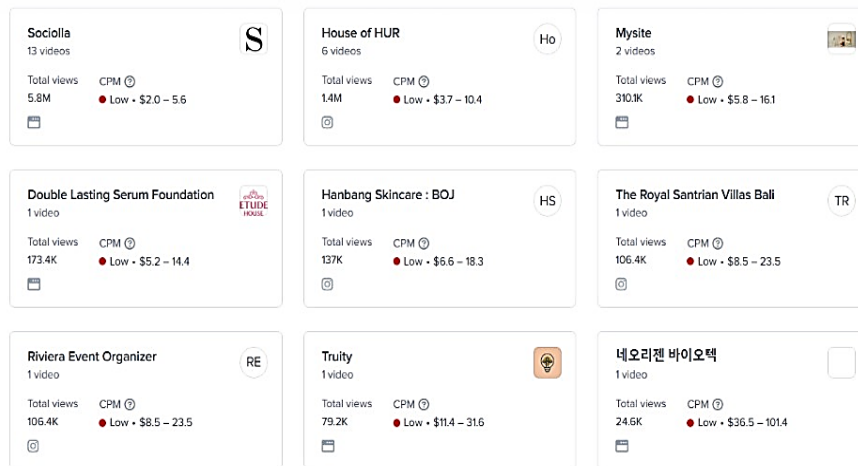 Sociolla
13 videos
S
Total views CPM ?
5.8M Low • $2.0 – 5.6
House of HUR
6 videos
Ho
Total views CPM ?
1.4M Low • $3.7 – 10.4
Mysite
2 videos
Total views CPM ?
310.1K Low • $5.8 – 16.1
Double Lasting Serum Foundation
1 video
ETUDE
HOUSE
Total views CPM ?
173.4K Low • $5.2 – 14.4
Hanbang Skincare : BOJ
1 video
HS
Total views CPM ?
137K Low • $6.6 – 18.3
The Royal Santrian Villas Bali
1 video
TR
Total views CPM ?
106.4K Low • $8.5 – 23.5
Riviera Event Organizer
1 video
RE
Total views CPM ?
106.4K Low • $8.5 – 23.5
Truity
1 video
Total views CPM ?
79.2K Low • $11.4 – 31.6
네오리젠 바이오텍
1 video
Total views CPM ?
24.6K Low • $36.5 – 101.4